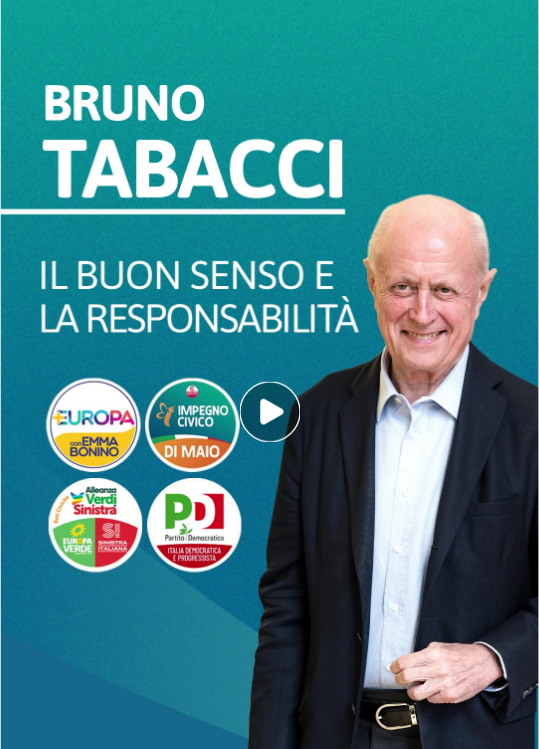 BRUNO
TABACCI
IL BUON SENSO E
LA RESPONSABILITÀ
+EUROPA
con EMMA
BONINO
IMPEGNO
CIVICO
DI MAIO
Alleanza
Verdi
Sinistra
EUROPA
VERDE
SI
SINISTRA
ITALIANA
PD
Partito Democratico
ITALIA DEMOCRATICA
E PROGRESSISTA